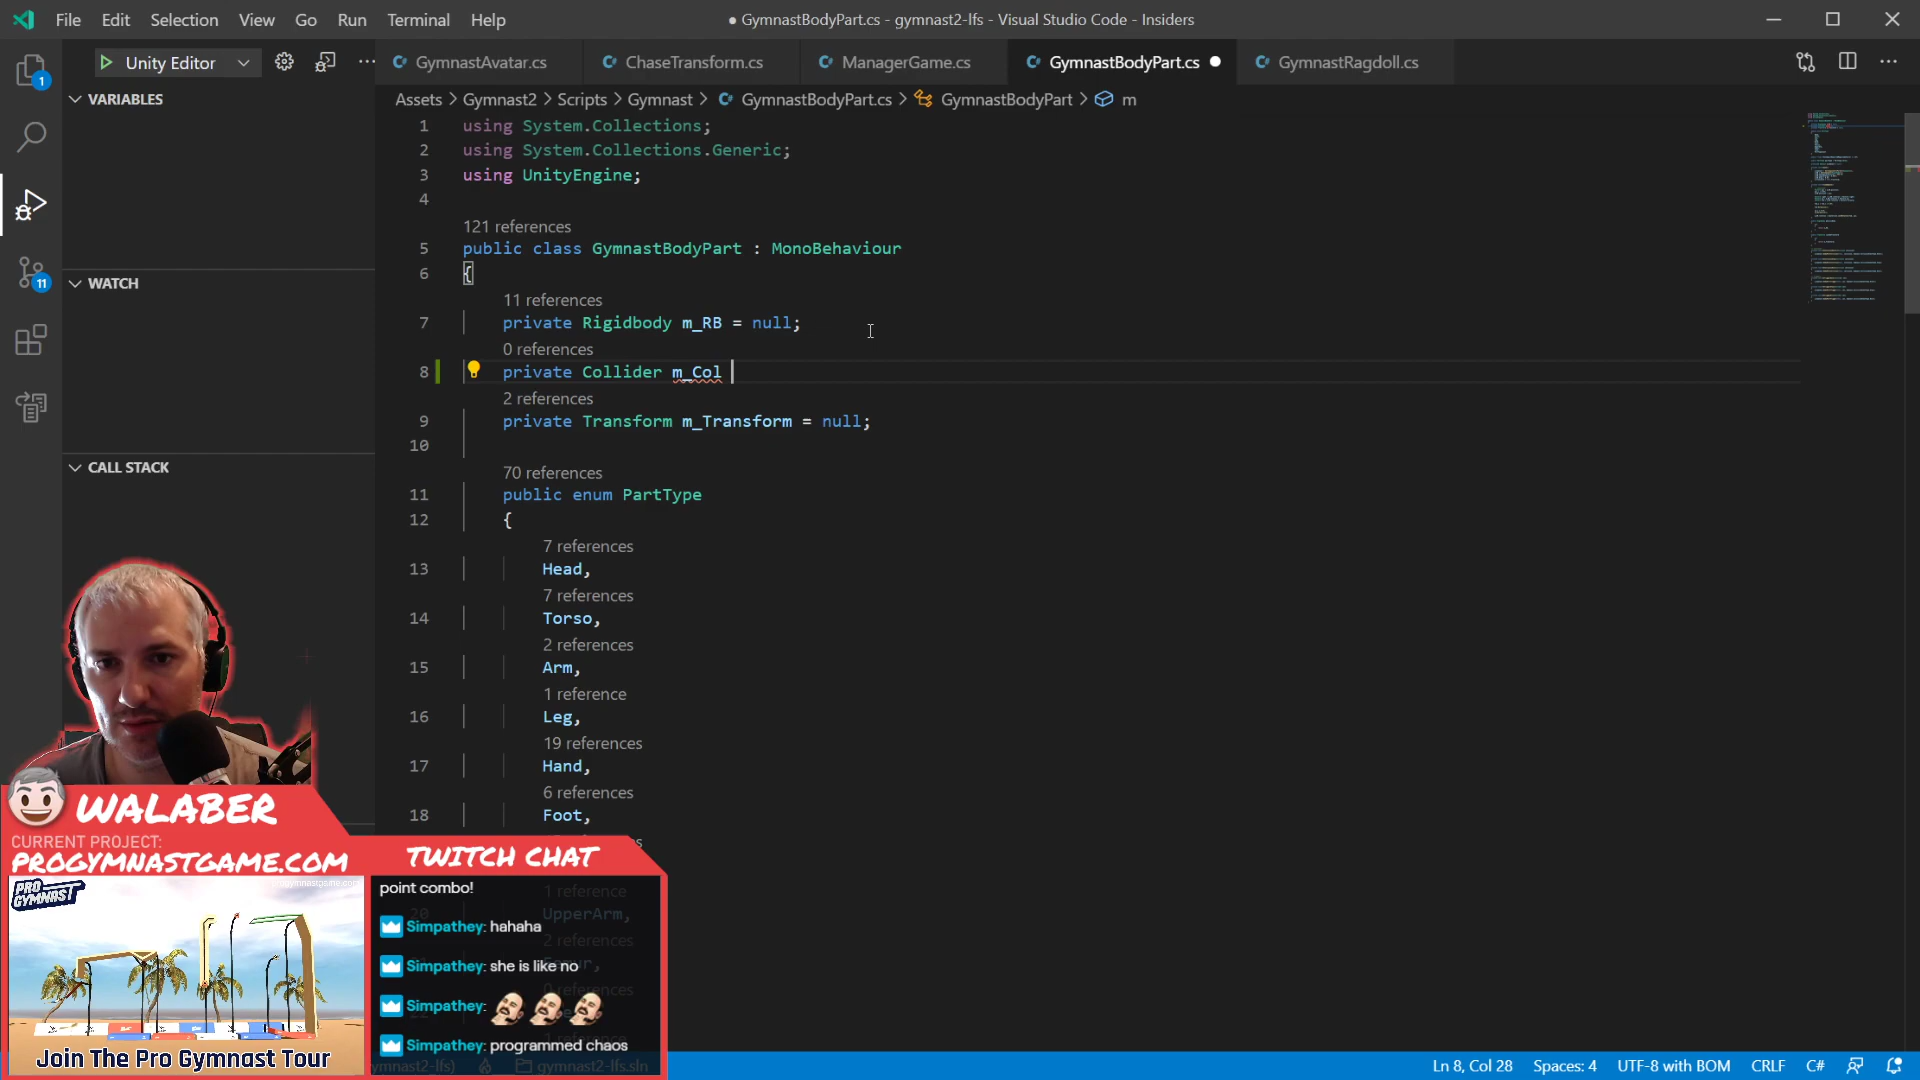 File Edit Selection View Go Run Terminal Help
● GymnastBodyPart.cs - gymnast2-lfs - Visual Studio Code - Insiders
Unity Editor
GymnastAvatar.cs
ChaseTransform.cs
ManagerGame.cs
GymnastBodyPart.cs
GymnastRagdoll.cs
Assets > Gymnast2 > Scripts > Gymnast > GymnastBodyPart.cs > GymnastBodyPart > m
1
11
VARIABLES
WATCH
CALL STACK
1 using System.Collections;
2 using System.Collections.Generic;
3 using UnityEngine;
4
121 references
5 public class GymnastBodyPart : MonoBehaviour
6 {
11 references
7 private Rigidbody m_RB = null;
0 references
8 private Collider m_Col
2 references
9 private Transform m_Transform = null;
10
70 references
11 public enum PartType
12 {
7 references
13 Head,
7 references
14 Torso,
2 references
15 Arm,
1 reference
16 Leg,
19 references
17 Hand,
6 references
18 Foot,
1 reference
20 UpperArm,
2 references
WALABER
CURRENT PROJECT:
PROGYMNASTGAME.COM
PRO GYMNAST
Join The Pro Gymnast Tour
TWITCH CHAT
point combo!
Simpathey: hahaha
Simpathey: she is like no
Simpathey:
Simpathey: programmed chaos
gymnast2-lfs.sln
Ln 8, Col 28 Spaces: 4 UTF-8 with BOM CRLF C#